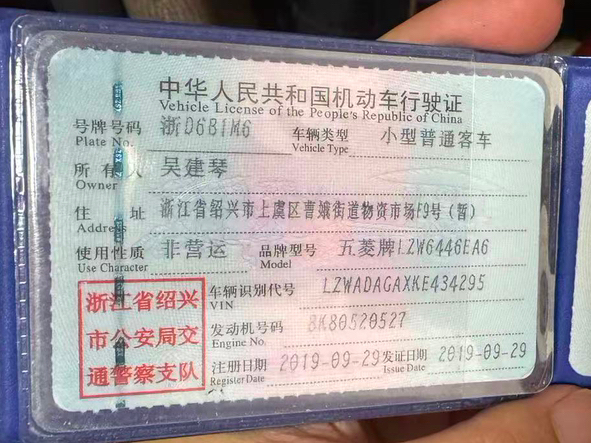 中华人民共和国机动车行驶证
Vehicle License of the People's Republic of China
号牌号码 浙D6B1M6 车辆类型 小型普通客车
Plate No. Vehicle Type
所有人 吴建琴
Owner
住址 浙江省绍兴市上虞区曹娥街道物资市场F9号（暂）
Address
使用性质 非营运 品牌型号 五菱牌LZW6446EA6
Use Character Model
浙江省绍兴
市公安局交
通警察支队
车辆识别代号 LZWADAGAXKE434295
VIN
发动机号码 8K80520527
Engine No.
注册日期 2019-09-29 发证日期 2019-09-29
Register Date Issue Date